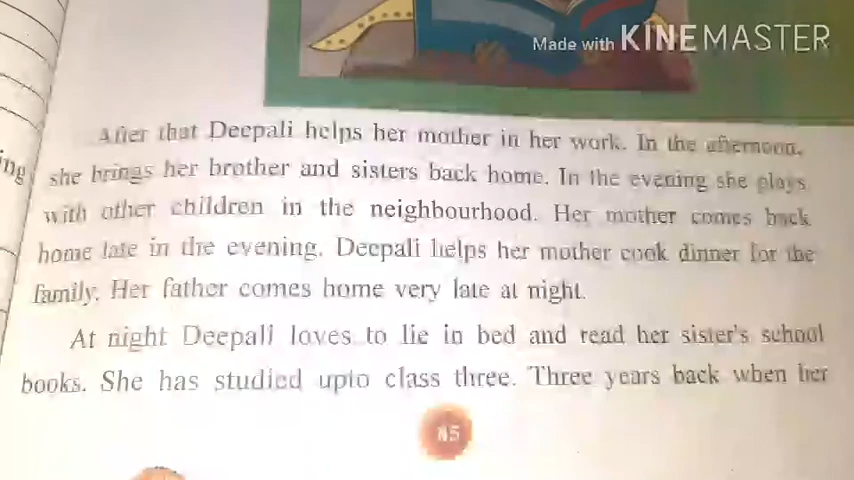 Made with KINEMASTER
After that Deepali helps her mother in her work. In the afternoon,
she brings her brother and sisters back home. In the evening she plays
with other children in the neighbourhood. Her mother comes back
home late in the evening. Deepali helps her mother cook dinner for the
family. Her father comes home very late at night.
At night Deepali loves to lie in bed and read her sister's school
books. She has studied upto class three. Three years back when her
85
ing